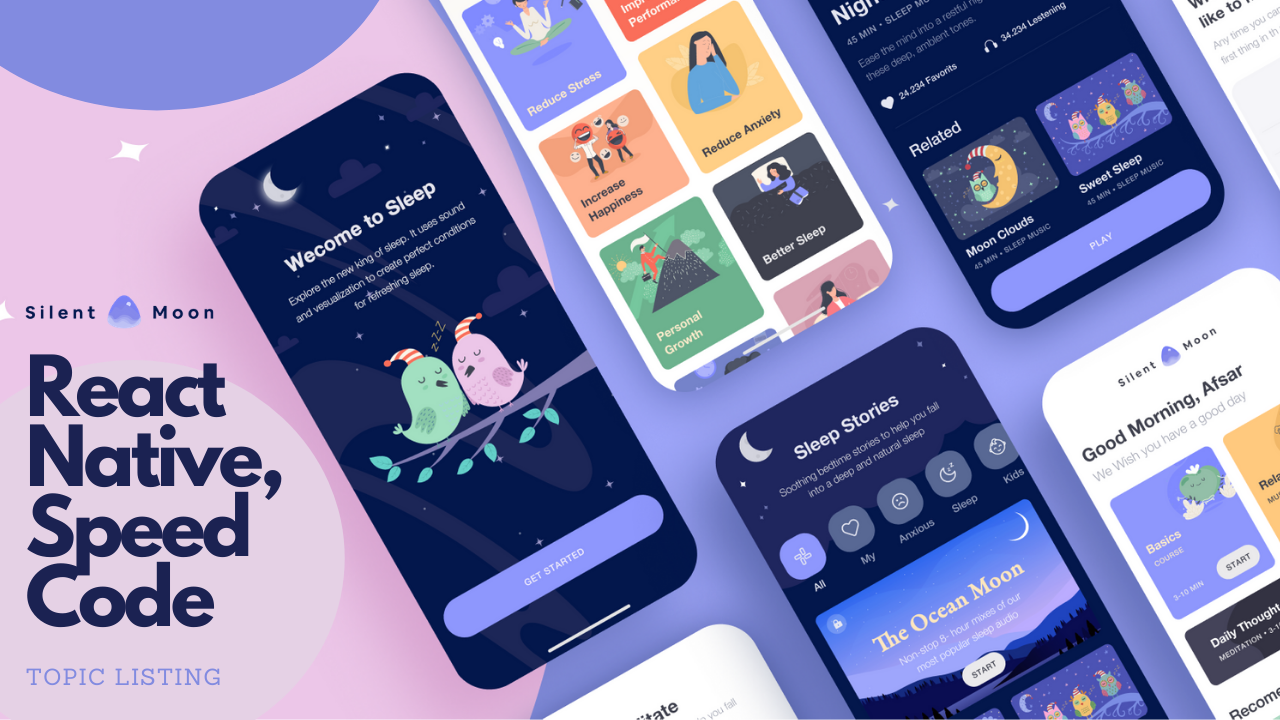 Silent Moon
React
Native,
Speed
Code
TOPIC LISTING
Wecome to Sleep
Explore the new king of sleep. It uses sound
and vesualization to create perfect conditions
for refreshing sleep.
zZZ
GET STARTED
Reduce Stress
Performa
Increase
Happiness
Reduce Anxiety
Personal
Growth
Better Sleep
Nigh
45 MIN • SLEEP MU
Ease the mind into a restful nig
these deep, ambient tones.
24.234 Favorits
34.234 Lestening
Related
Moon Clouds
45 MIN • SLEEP MUSIC
Sweet Sleep
45 MIN • SLEEP MUSIC
PLAY
like to
Any time you can
first thing in th
Sleep Stories
Soothing bedtime stories to help you fall
into a deep and natural sleep
All
My
Anxious
Sleep
Kids
The Ocean Moon
Non-stop 8- hour mixes of our
most popular sleep audio
START
Silent Moon
Good Morning, Afsar
We Wish you have a good day
Basics
COURSE
3-10 MIN
START
Rela
MU
Daily Thought
MEDITATION • 3-1
Recome
itate
you fall